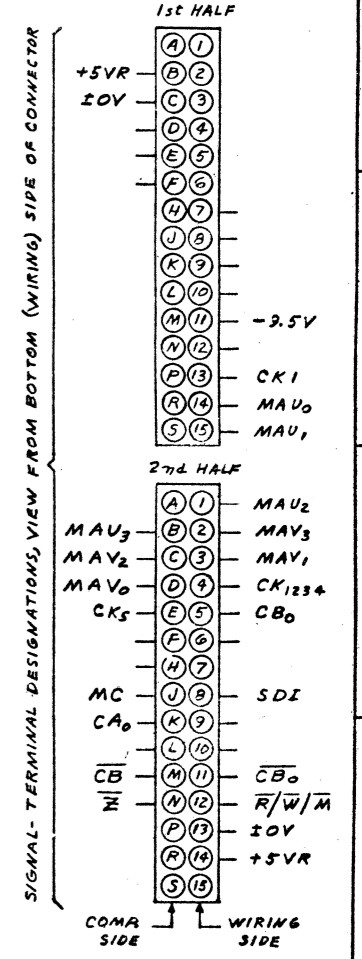 1st HALF
A 1
+5VR B 2
±0V C 3
D 4
E 5
F 6
H 7
J 8
K 9
L 10
M 11 -9.5V
N 12
P 13 CK1
R 14 MAU₀
S 15 MAU₁
2nd HALF
A 1 MAU₂
MAU₃ B 2 MAV₃
MAV₂ C 3 MAV₁
MAV₀ D 4 CK₁₂₃₄
CK₅ E 5 CB₀
F 6
H 7
MC J 8 SDI
CA₀ K 9
L 10
C̅B̅ M 11 C̅B̅₀
Z̅ N 12 R̅/W̅/M̅
P 13 ±0V
R 14 +5VR
S 15
COMP. SIDE
WIRING SIDE
SIGNAL-TERMINAL DESIGNATIONS, VIEW FROM BOTTOM (WIRING) SIDE OF CONNECTOR